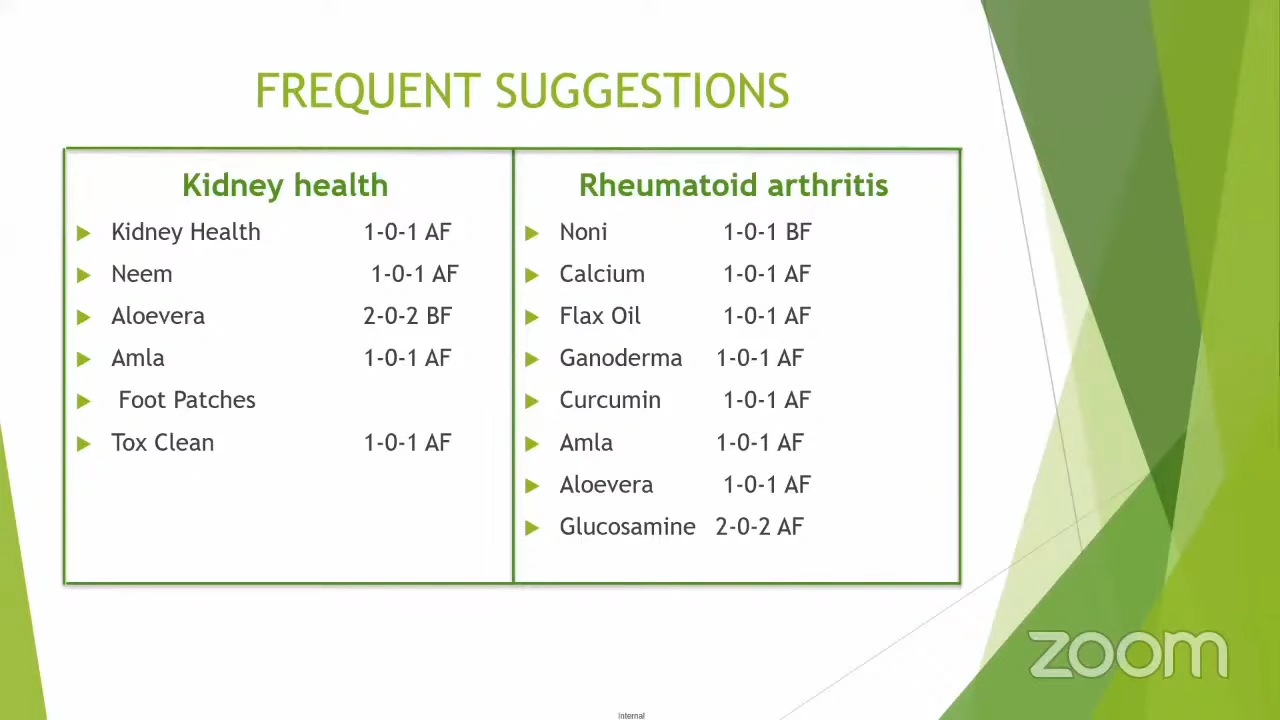 FREQUENT SUGGESTIONS
Kidney health
Kidney Health 1-0-1 AF
Neem 1-0-1 AF
Aloevera 2-0-2 BF
Amla 1-0-1 AF
Foot Patches
Tox Clean 1-0-1 AF
Rheumatoid arthritis
Noni 1-0-1 BF
Calcium 1-0-1 AF
Flax Oil 1-0-1 AF
Ganoderma 1-0-1 AF
Curcumin 1-0-1 AF
Amla 1-0-1 AF
Aloevera 1-0-1 AF
Glucosamine 2-0-2 AF
zoom
Internal